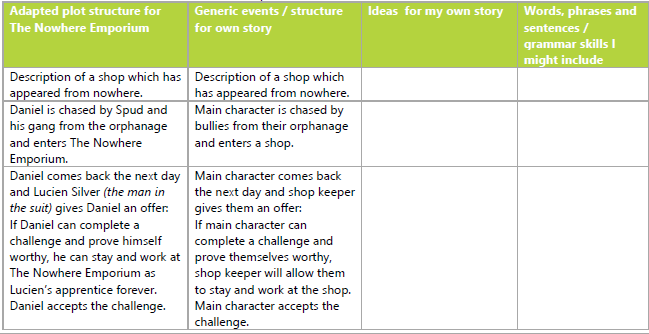 Adapted plot structure for
The Nowhere Emporium
Generic events / structure
for own story
Ideas for my own story
Words, phrases and
sentences /
grammar skills I
might include
Description of a shop which has
appeared from nowhere.
Description of a shop which
has appeared from nowhere.
Daniel is chased by Spud and
his gang from the orphanage
and enters The Nowhere
Emporium.
Main character is chased by
bullies from their orphanage
and enters a shop.
Daniel comes back the next day
and Lucien Silver (the man in
the suit) gives Daniel an offer:
If Daniel can complete a
challenge and prove himself
worthy, he can stay and work at
The Nowhere Emporium as
Lucien's apprentice forever.
Daniel accepts the challenge.
Main character comes back
the next day and shop keeper
gives them an offer:
If main character can
complete a challenge and
prove themselves worthy,
shop keeper will allow them
to stay and work at the shop.
Main character accepts the
challenge.